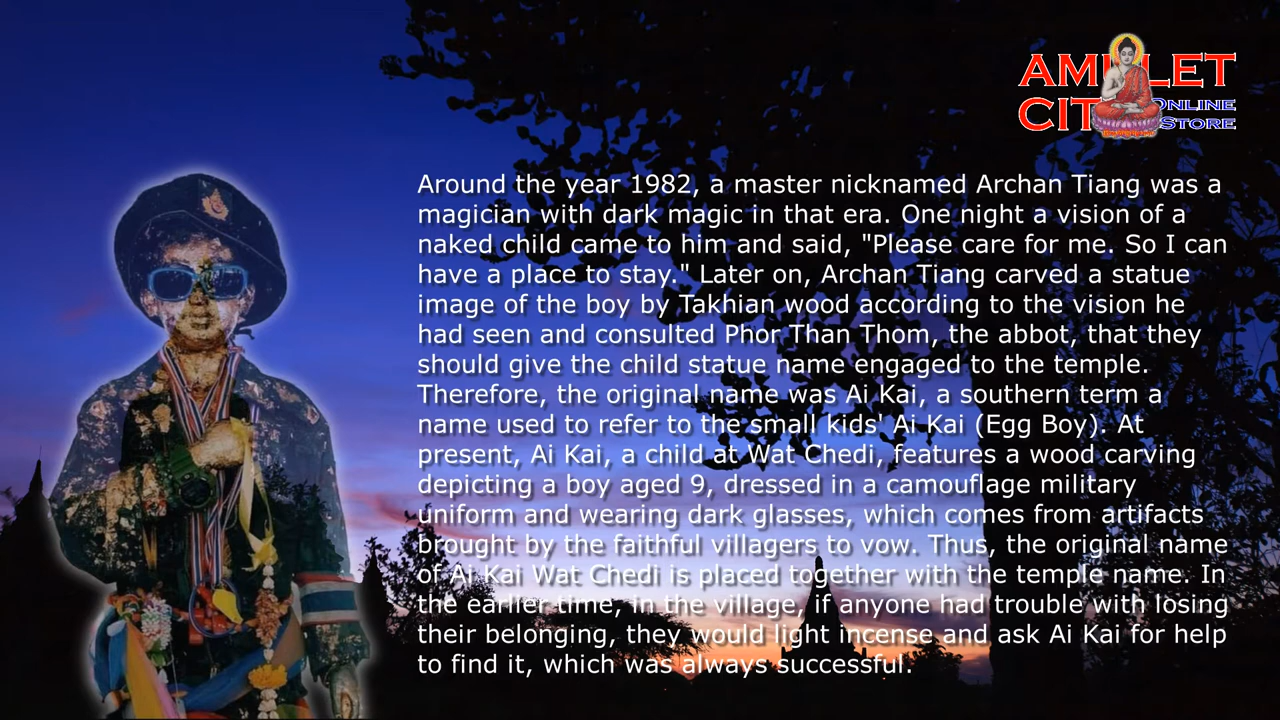 AMULET
CITY ONLINE
STORE
Around the year 1982, a master nicknamed Archan Tiang was a
magician with dark magic in that era. One night a vision of a
naked child came to him and said, "Please care for me. So I can
have a place to stay." Later on, Archan Tiang carved a statue
image of the boy by Takhian wood according to the vision he
had seen and consulted Phor Than Thom, the abbot, that they
should give the child statue name engaged to the temple.
Therefore, the original name was Ai Kai, a southern term a
name used to refer to the small kids' Ai Kai (Egg Boy). At
present, Ai Kai, a child at Wat Chedi, features a wood carving
depicting a boy aged 9, dressed in a camouflage military
uniform and wearing dark glasses, which comes from artifacts
brought by the faithful villagers to vow. Thus, the original name
of Ai Kai Wat Chedi is placed together with the temple name. In
the earlier time, in the village, if anyone had trouble with losing
their belonging, they would light incense and ask Ai Kai for help
to find it, which was always successful.